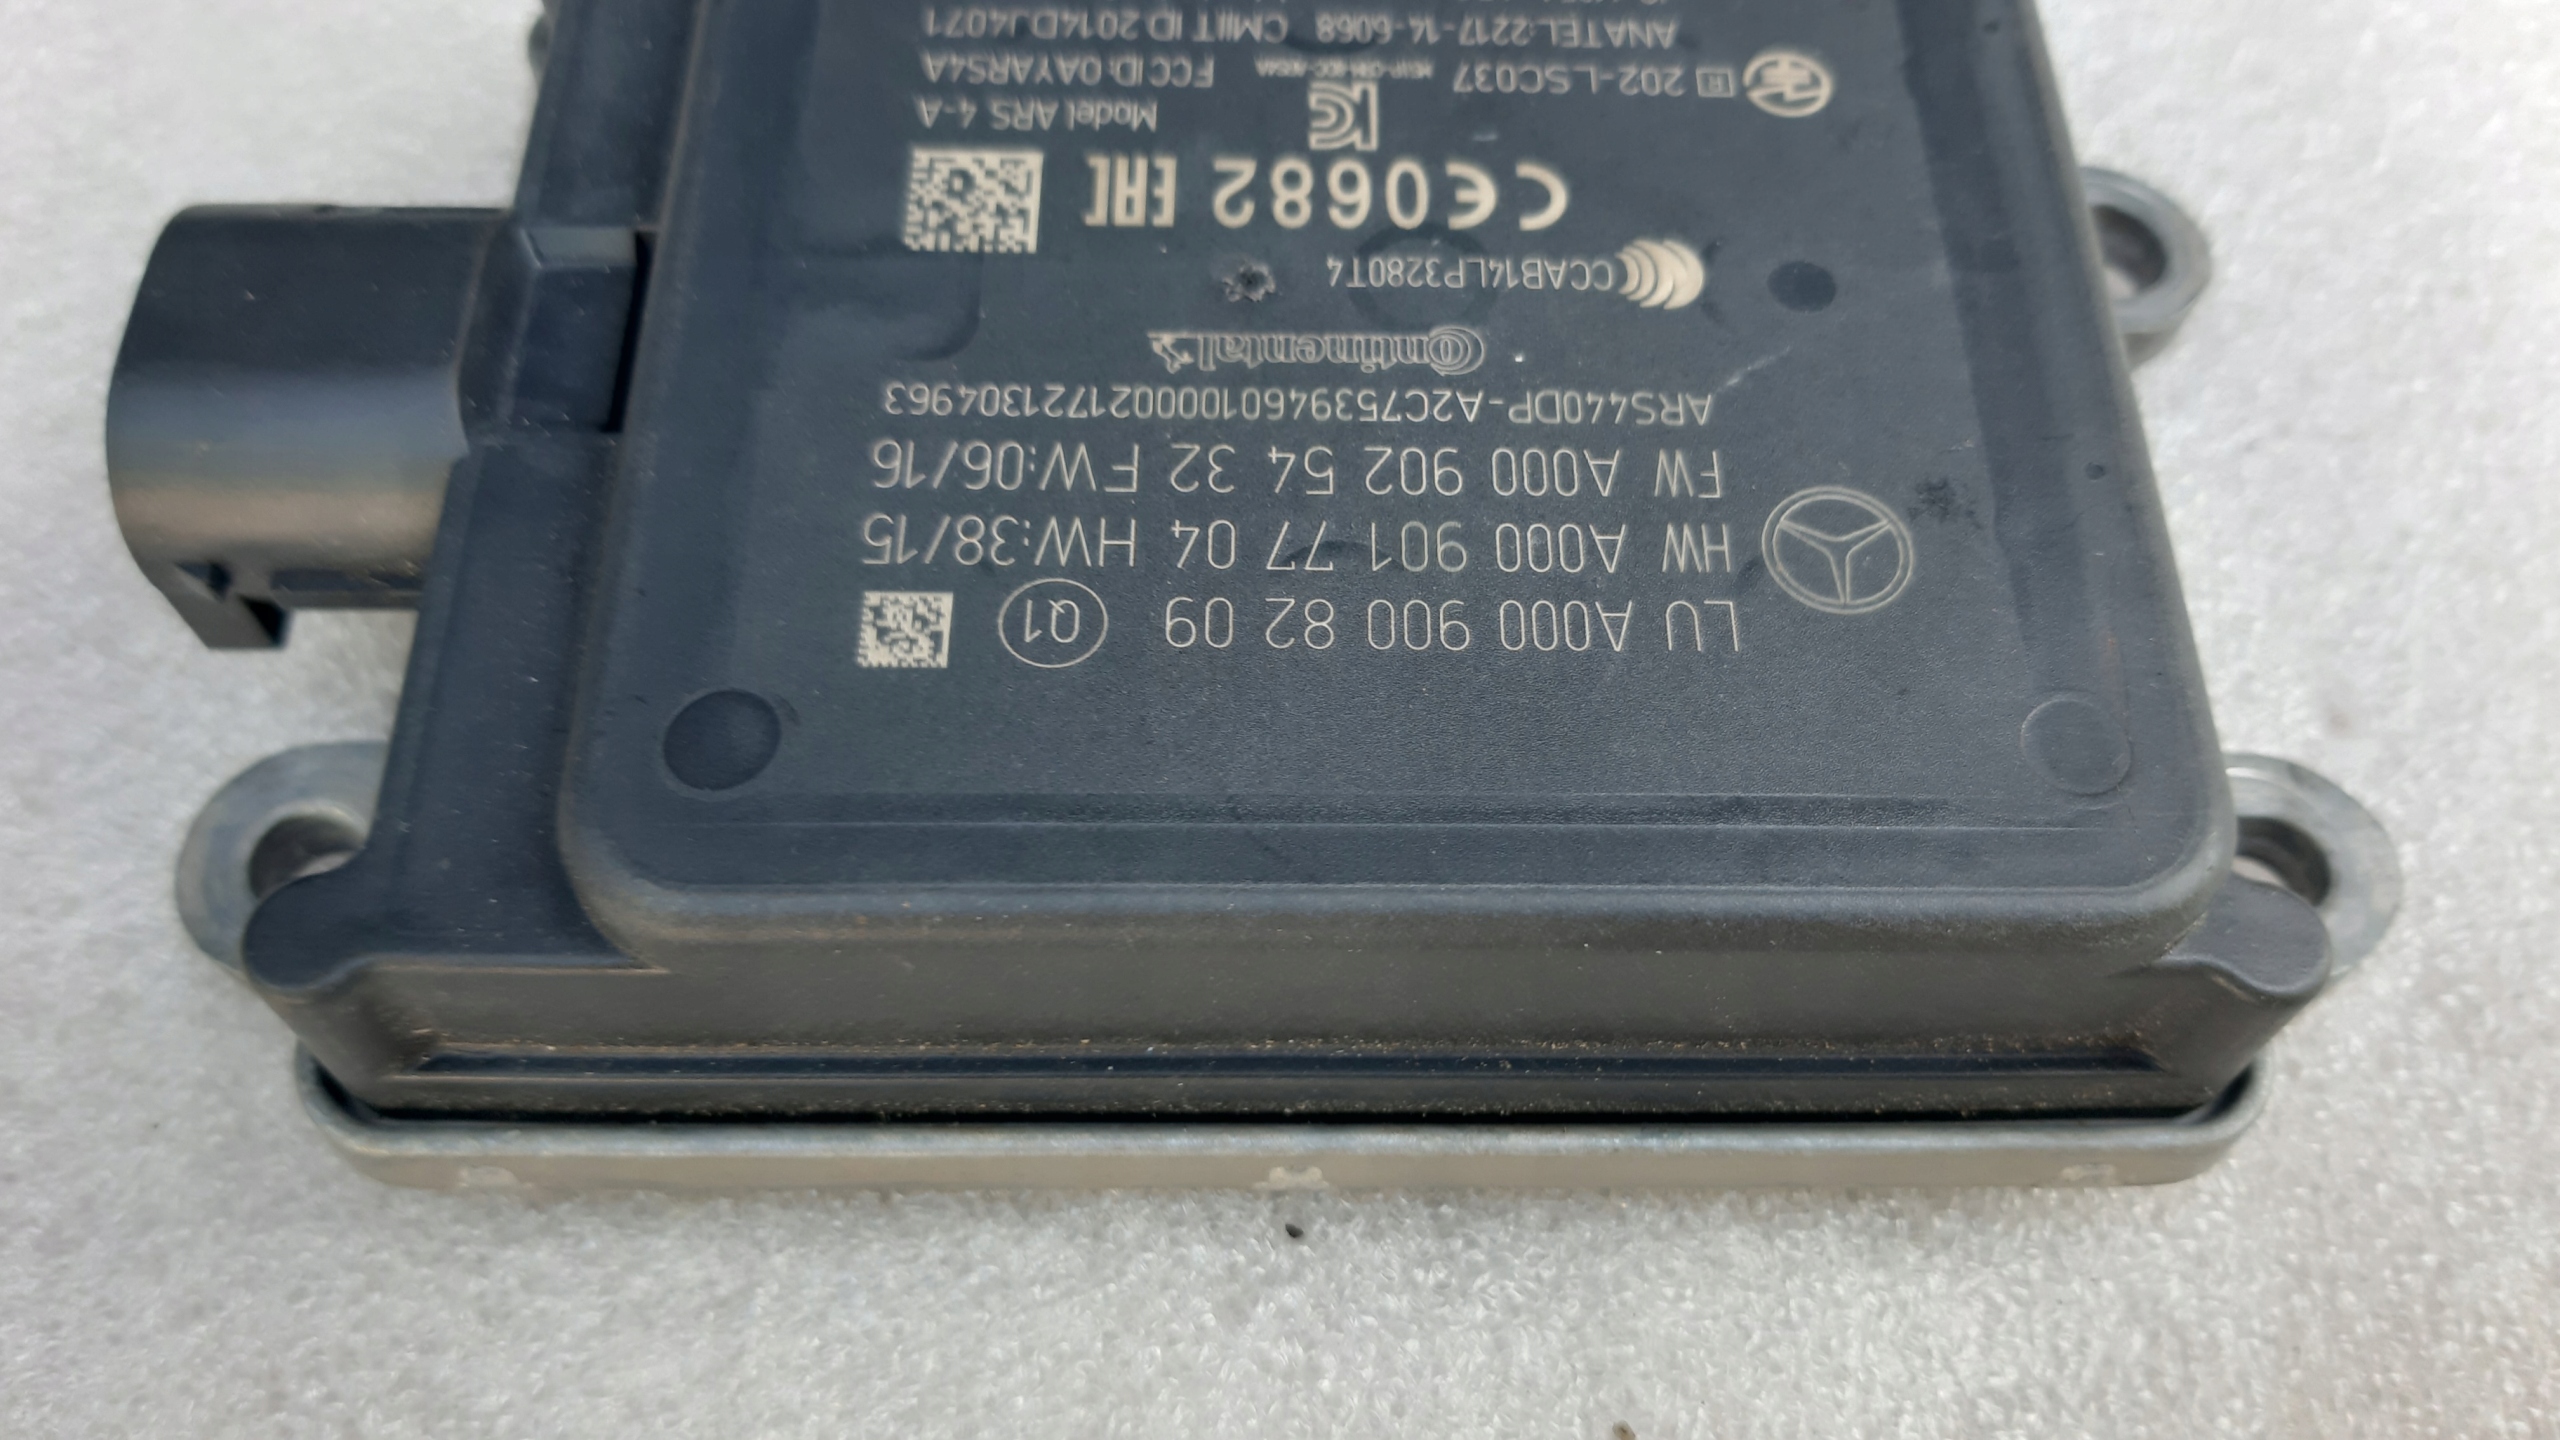 LU A000 900 82 09 Q1
HW A000 901 77 04 HW:38/15
FW A000 902 54 32 FW:06/16
ARS440DP-A2C75394601000021721304963
Continental
CCAB14LP3280T4
CE0682 EAC
Model ARS 4-A
202-LSC037
FCC ID: OAYARS4A
ANATEL:2217-14-6068 CMIIT ID 2014DJ4071